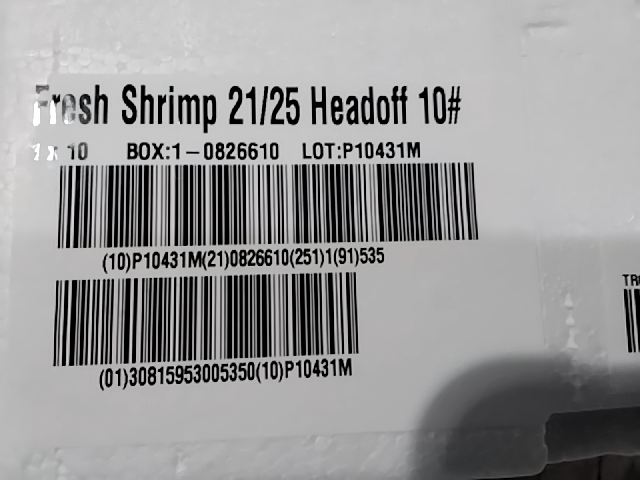 Fresh Shrimp 21/25 Headoff 10#
1 x 10 BOX:1-0826610 LOT:P10431M
(10)P10431M(21)0826610(251)1(91)535
(01)30815953005350(10)P10431M